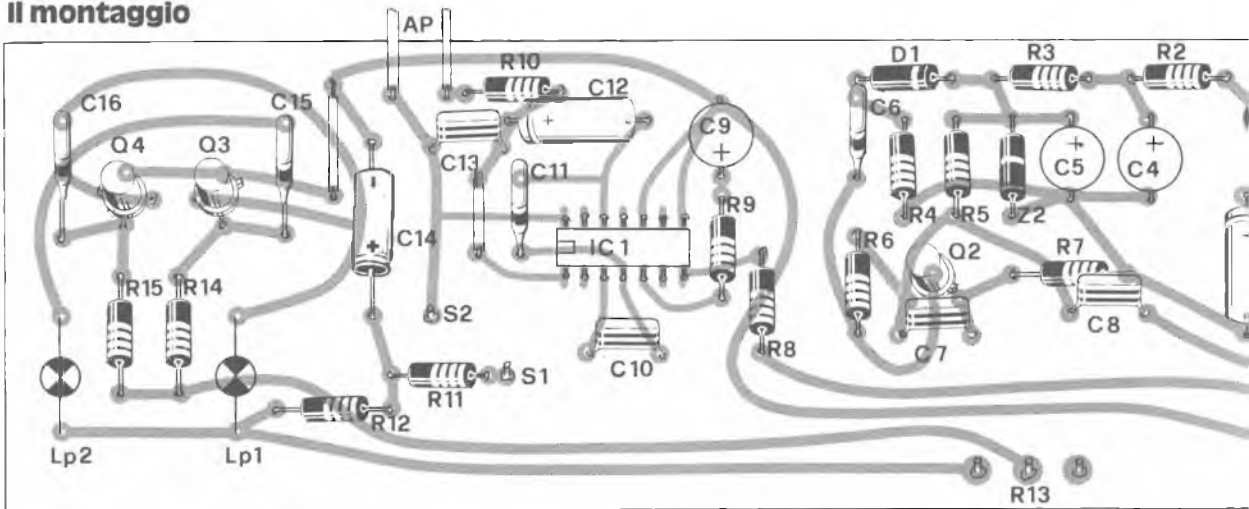 Il montaggio
AP
D1 R3 R2
R10
C16 C15 C12 C6
Q4 Q3 C9 C5 C4
C13 C11
R9 R4 R5 Z2
C14 IC1 R6 Q2 R7
R15 R14
S2 C8
R8 C7
C10
S1
R11
R12
Lp2 Lp1
R13
+ + + + -